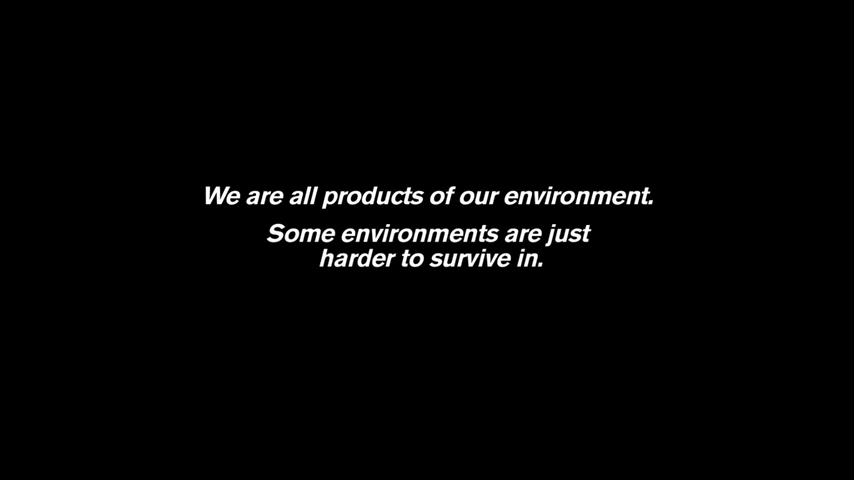 We are all products of our environment.
Some environments are just
harder to survive in.